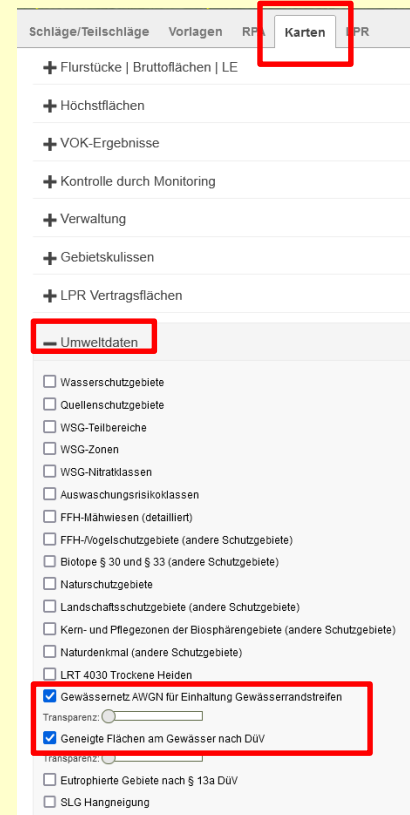 Schläge/Teilschläge Vorlagen RPA Karten LPR
Flurstücke | Bruttoflächen | LE
Höchstflächen
VOK-Ergebnisse
Kontrolle durch Monitoring
Verwaltung
Gebietskulissen
LPR Vertragsflächen
Umweltdaten
Wasserschutzgebiete
Quellenschutzgebiete
WSG-Teilbereiche
WSG-Zonen
WSG-Nitratklassen
Auswaschungsrisikoklassen
FFH-Mähwiesen (detailliert)
FFH-/Vogelschutzgebiete (andere Schutzgebiete)
Biotope § 30 und § 33 (andere Schutzgebiete)
Naturschutzgebiete
Landschaftsschutzgebiete (andere Schutzgebiete)
Kern- und Pflegezonen der Biosphärengebiete (andere Schutzgebiete)
Naturdenkmal (andere Schutzgebiete)
LRT 4030 Trockene Heiden
Gewässernetz AWGN für Einhaltung Gewässerrandstreifen
Transparenz:
Geneigte Flächen am Gewässer nach DüV
Transparenz:
Eutrophierte Gebiete nach § 13a DüV
SLG Hangneigung